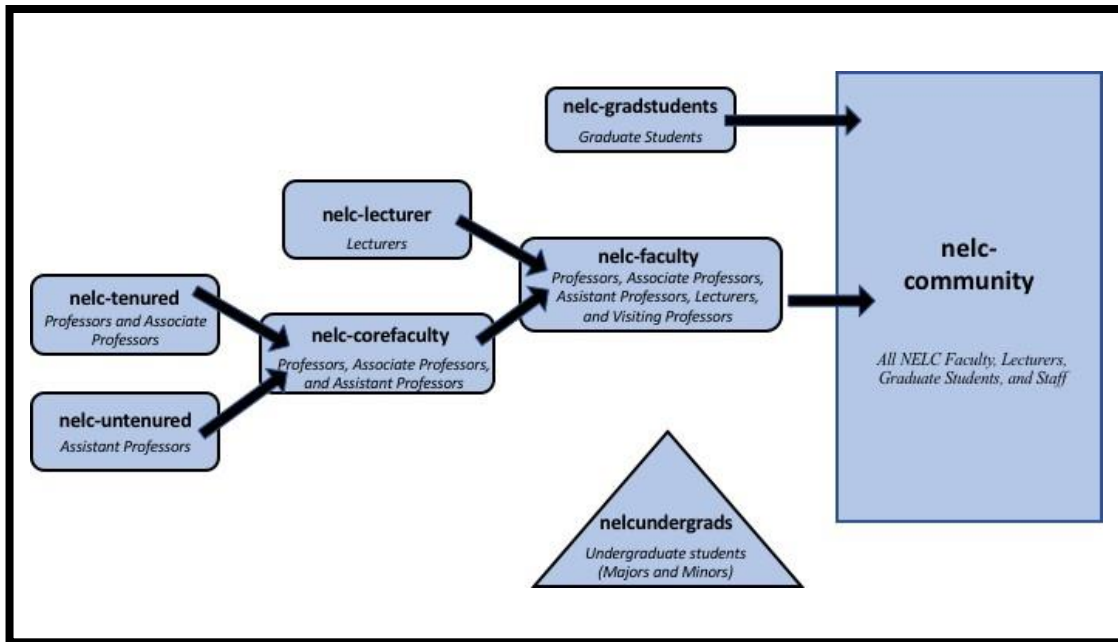 nelc-gradstudents
Graduate Students
nelc-lecturer
Lecturers
nelc-faculty
Professors, Associate Professors,
Assistant Professors, Lecturers,
and Visiting Professors
nelc-tenured
Professors and Associate
Professors
nelc-corefaculty
Professors, Associate Professors,
and Assistant Professors
nelc-untenured
Assistant Professors
nelc-
community
All NELC Faculty, Lecturers,
Graduate Students, and Staff
nelcundergrads
Undergraduate students
(Majors and Minors)